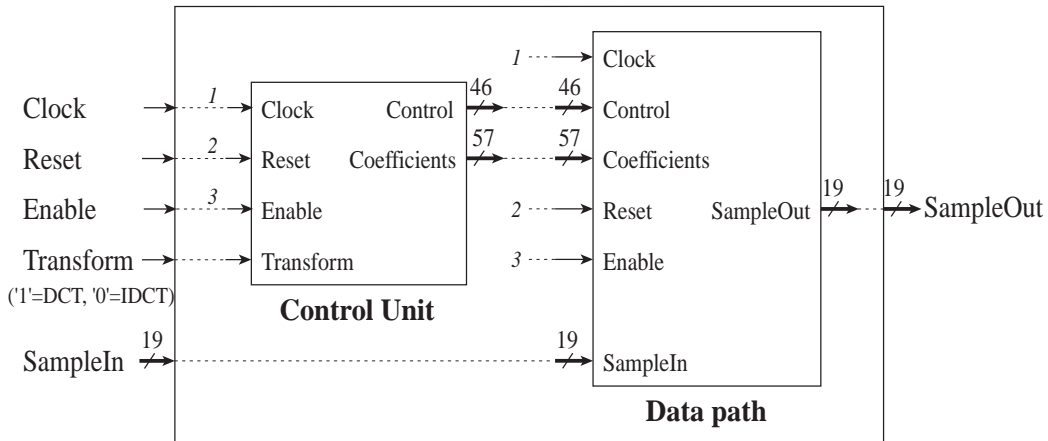 1
Clock
46
46
Clock
1
Clock
Control
Control
Reset
2
Reset
Coefficients
57
57
Coefficients
Enable
3
Enable
2
Reset
SampleOut
19
19
SampleOut
Transform
Transform
3
Enable
('1'=DCT, '0'=IDCT)
Control Unit
SampleIn
19
19
SampleIn
Data path